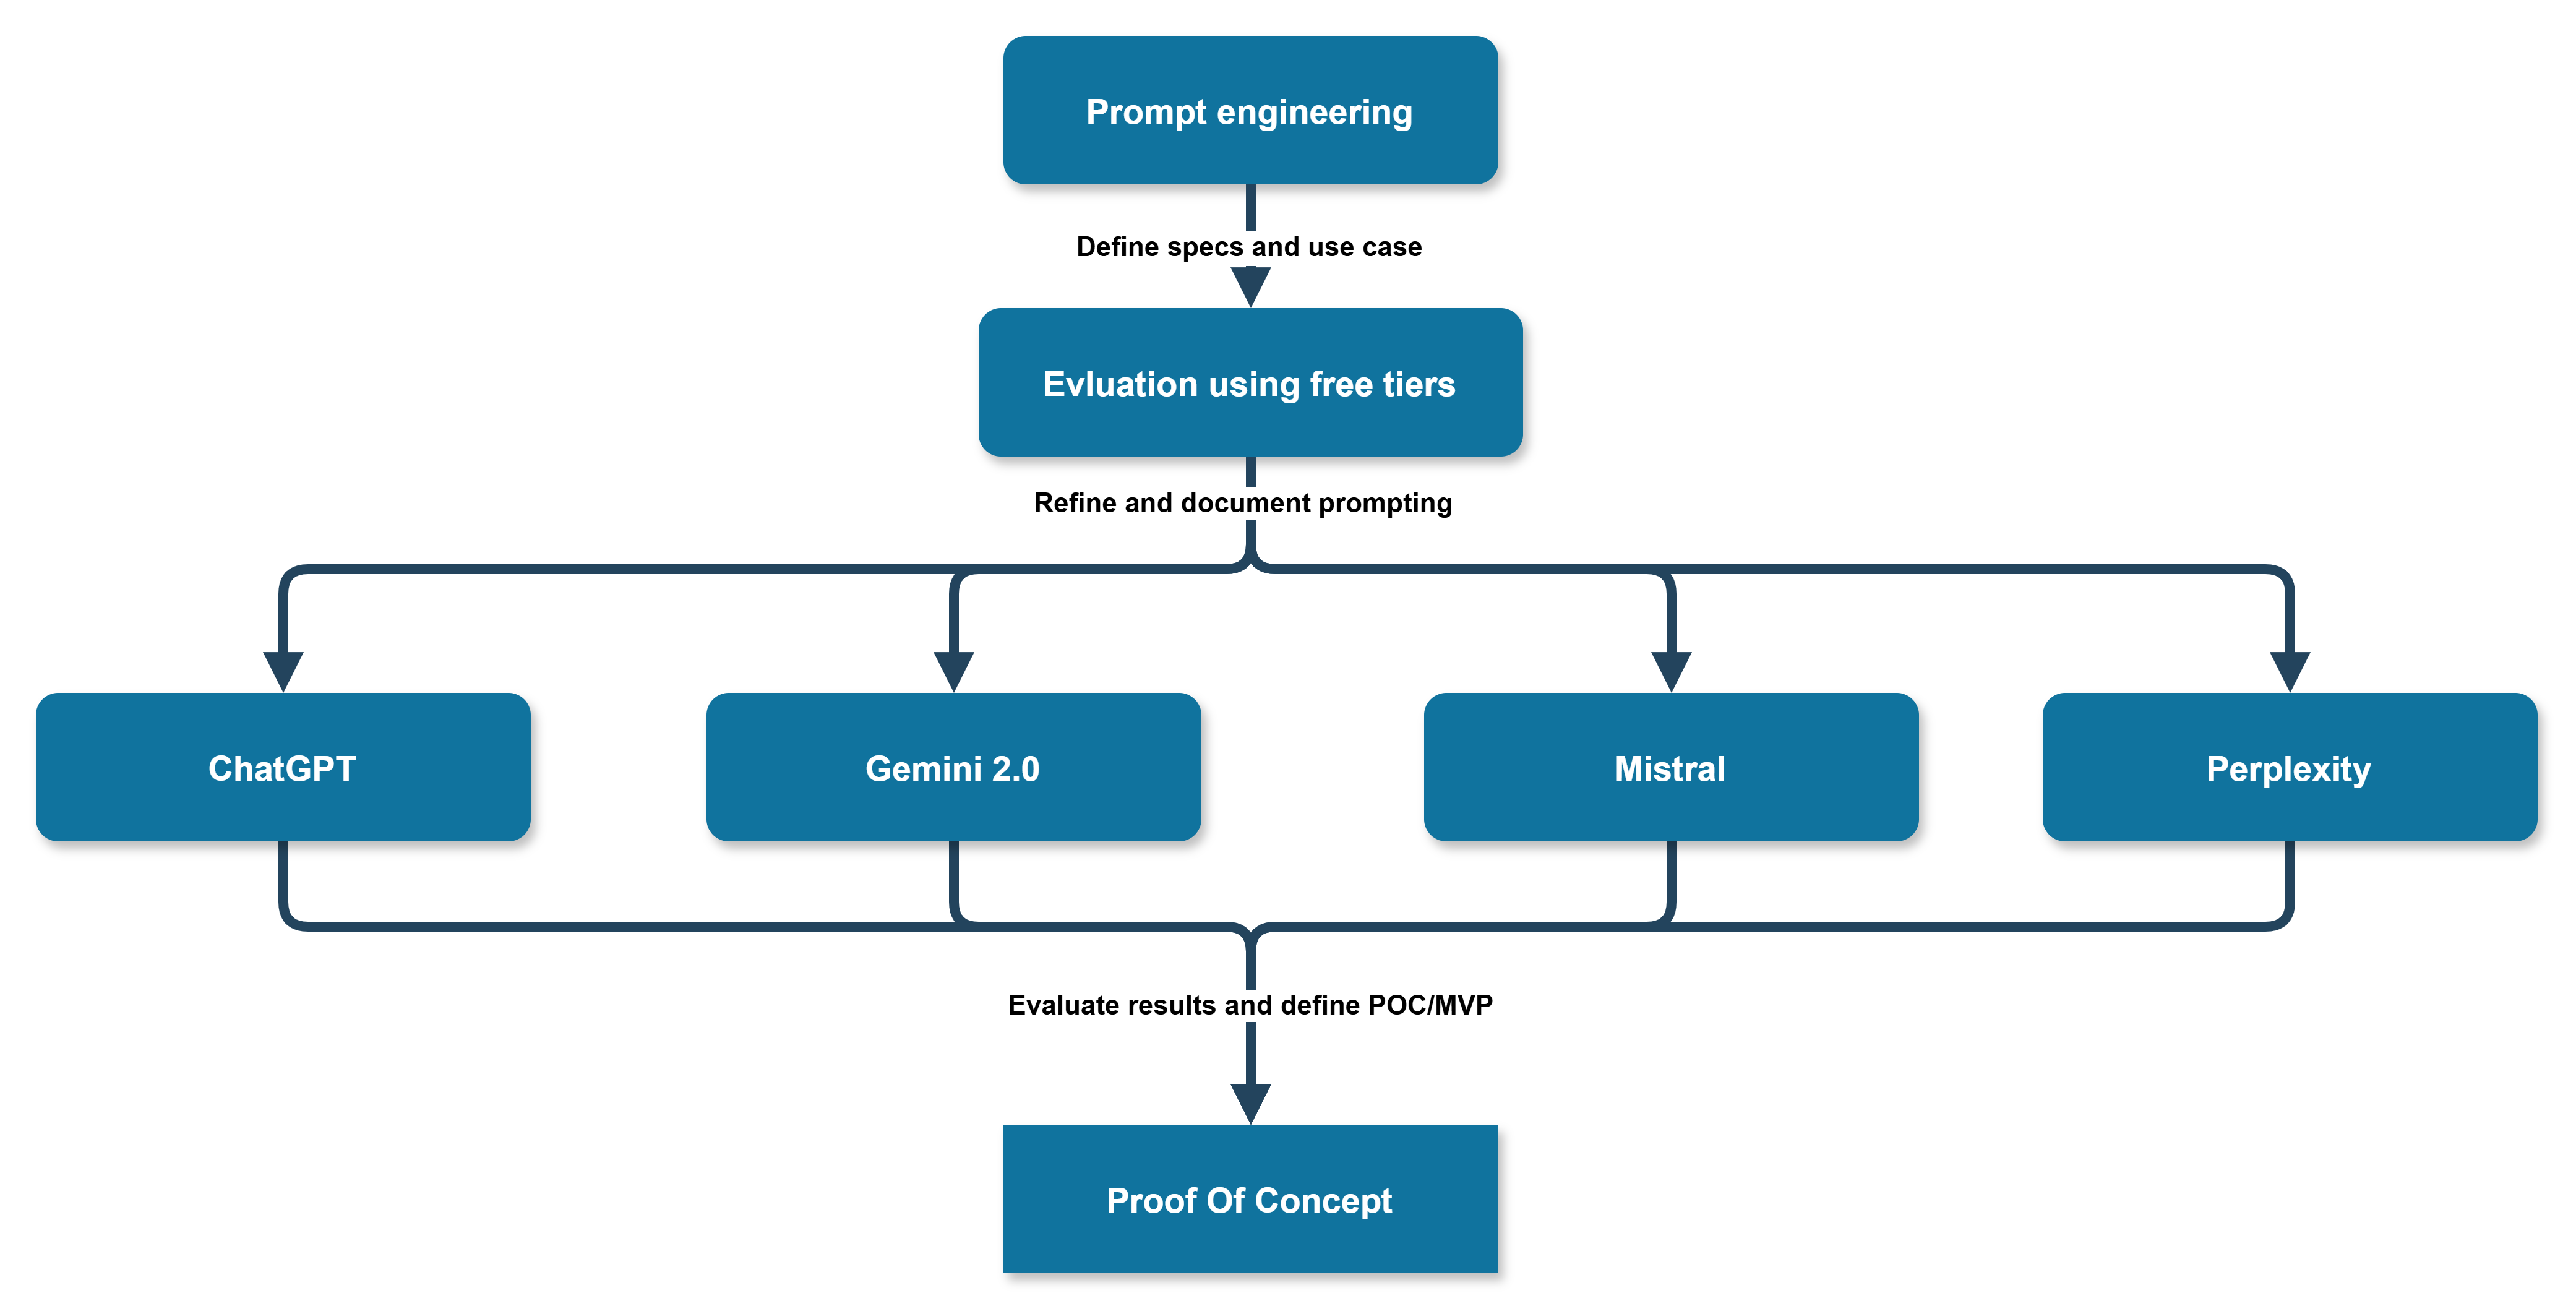 Prompt engineering
Define specs and use case
Evluation using free tiers
Refine and document prompting
ChatGPT
Gemini 2.0
Mistral
Perplexity
Evaluate results and define POC/MVP
Proof Of Concept